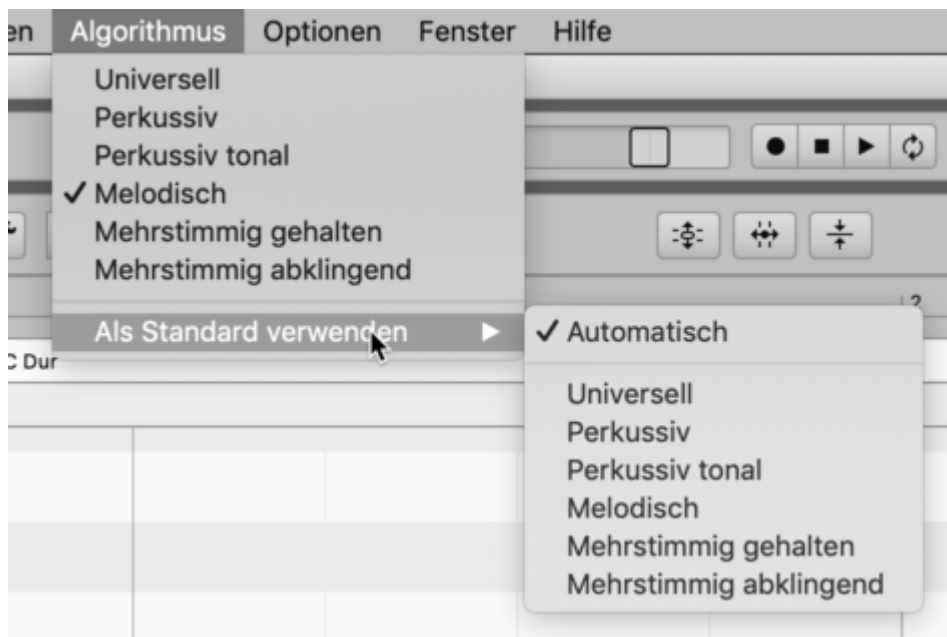 en Algorithmus Optionen Fenster Hilfe
Universell
Perkussiv
Perkussiv tonal
✓ Melodisch
Mehrstimmig gehalten
Mehrstimmig abklingend
2
Als Standard verwenden
C Dur
✓ Automatisch
Universell
Perkussiv
Perkussiv tonal
Melodisch
Mehrstimmig gehalten
Mehrstimmig abklingend